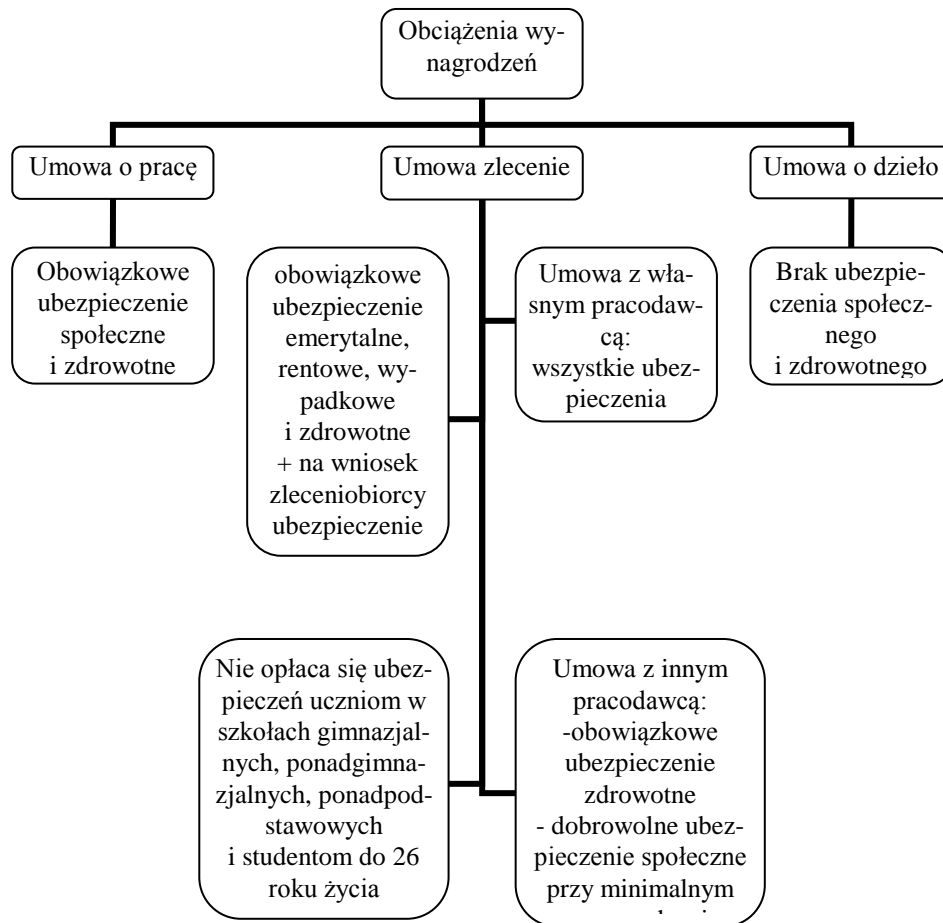 Obciążenia wy-
nagrodzeń
Umowa o pracę
Umowa zlecenie
Umowa o dzieło
Obowiązkowe
ubezpieczenie
społeczne
i zdrowotne
obowiązkowe
ubezpieczenie
emerytalne,
rentowe, wy-
padkowe
i zdrowotne
+ na wniosek
zleceniobiorcy
ubezpieczenie
Umowa z wła-
snym pracodaw-
cą:
wszystkie ubez-
pieczenia
Brak ubezpie-
czenia społecz-
nego
i zdrowotnego
Nie opłaca się ubez-
pieczeń uczniom w
szkołach gimnazjal-
nych, ponadgimna-
zjalnych, ponadpod-
stawowych
i studentom do 26
roku życia
Umowa z innym
pracodawcą:
-obowiązkowe
ubezpieczenie
zdrowotne
- dobrowolne ubez-
pieczenie społeczne
przy minimalnym